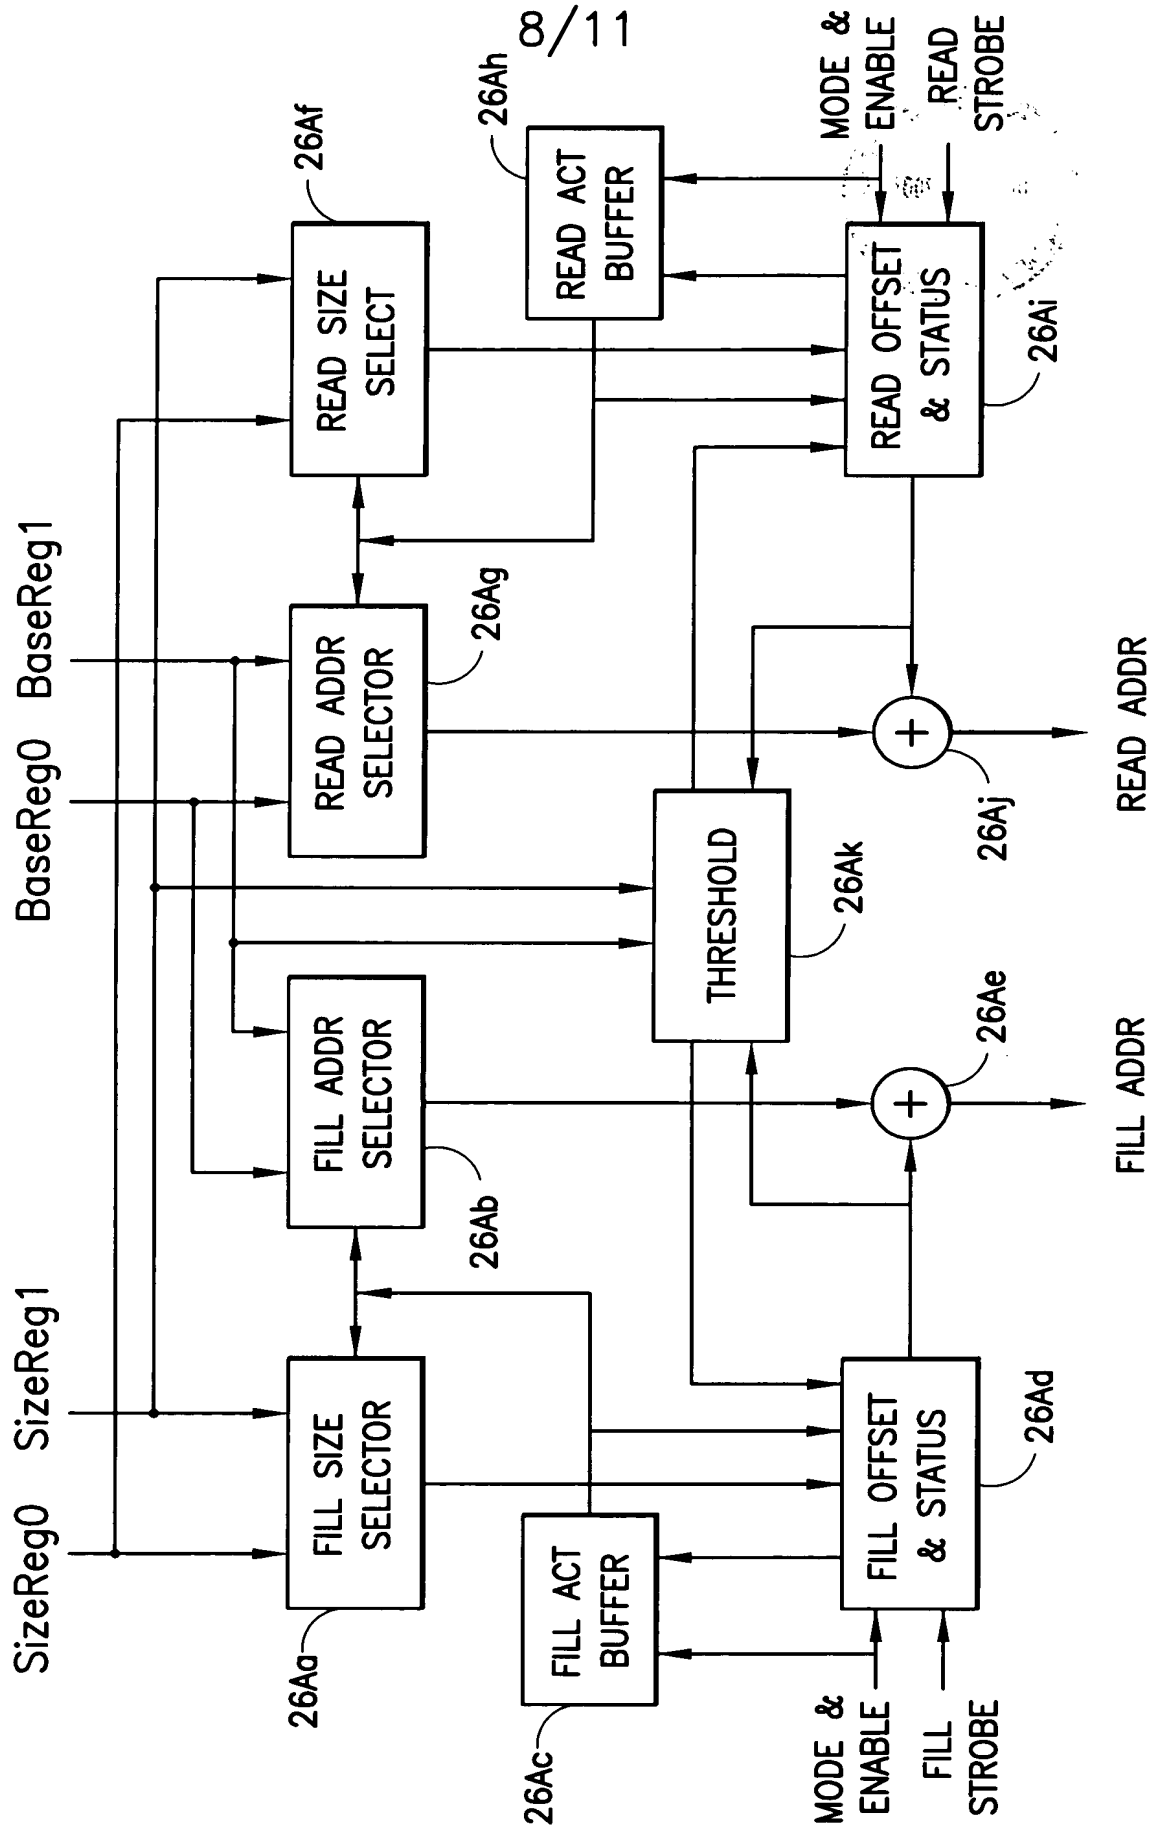 8/11
SizeReg0
SizeReg1
BaseReg0
BaseReg1
26Aa
FILL SIZE
SELECTOR
FILL ADDR
SELECTOR
26Ab
READ ADDR
SELECTOR
26Ag
READ SIZE
SELECT
26Af
26Ac
FILL ACT
BUFFER
THRESHOLD
26Ak
READ ACT
BUFFER
26Ah
MODE &
ENABLE
FILL
STROBE
FILL OFFSET
& STATUS
26Ad
26Ae
+
26Aj
+
READ OFFSET
& STATUS
26Ai
MODE &
ENABLE
READ
STROBE
FILL ADDR
READ ADDR